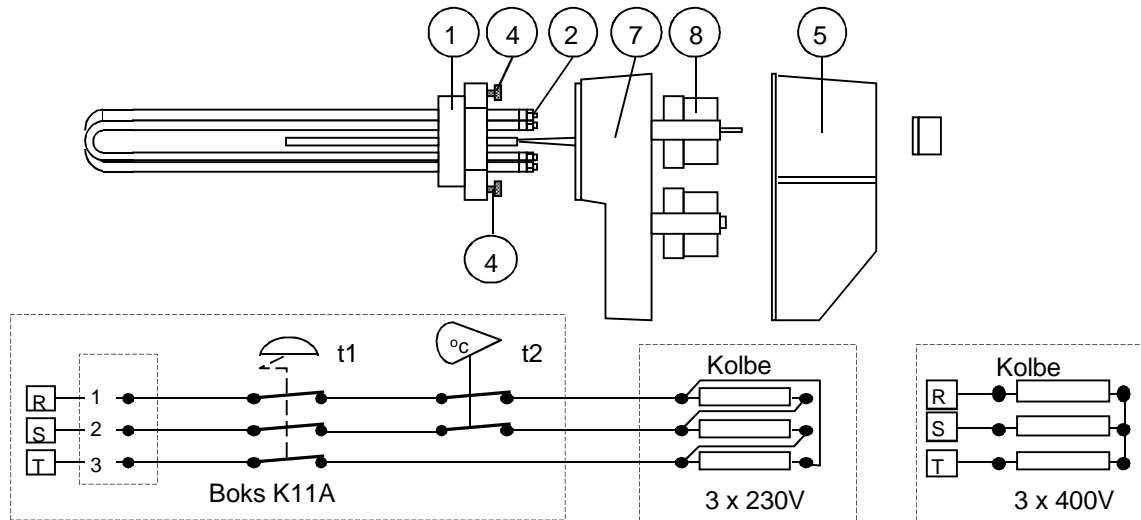 1 4 2 7 8 5
4
t1 °c t2
R 1
S 2
T 3
Boks K11A
Kolbe
3 x 230V
Kolbe
R
S
T
3 x 400V